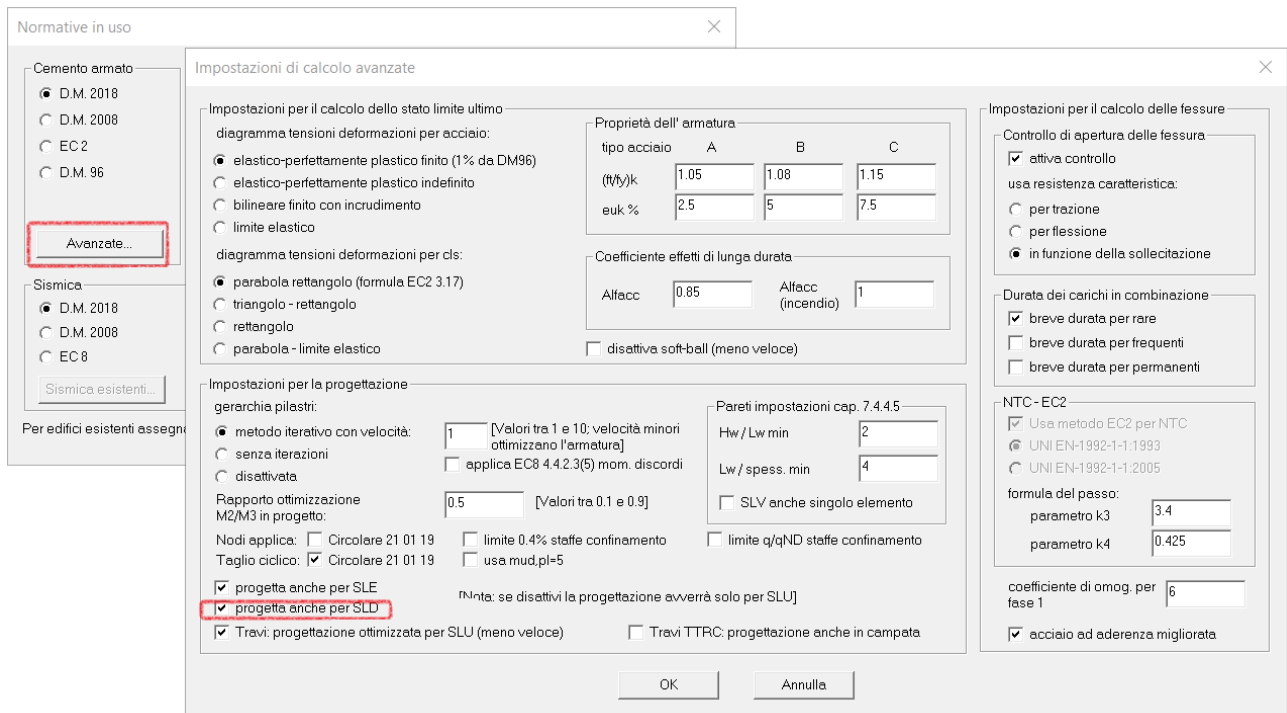 Normative in uso
Cemento armato
D.M. 2018
D.M. 2008
EC 2
D.M. 96
Avanzate...
Sismica
D.M. 2018
D.M. 2008
EC 8
Sismica esistenti...
Per edifici esistenti assegna
Impostazioni di calcolo avanzate
Impostazioni per il calcolo dello stato limite ultimo
diagramma tensioni deformazioni per acciaio:
elastico-perfettamente plastico finito (1% da DM96)
elastico-perfettamente plastico indefinito
bilineare finito con incrudimento
limite elastico
diagramma tensioni deformazioni per cls:
parabola rettangolo (formula EC2 3.17)
triangolo - rettangolo
rettangolo
parabola - limite elastico
Proprietà dell' armatura
tipo acciaio A B C
(ft/fy)k 1.05 1.08 1.15
euk % 2.5 5 7.5
Coefficiente effetti di lunga durata
Alfacc 0.85 Alfacc (incendio) 1
disattiva soft-ball (meno veloce)
Impostazioni per la progettazione
gerarchia pilastri:
metodo iterativo con velocità: 1 [Valori tra 1 e 10; velocità minori
ottimizzano l'armatura]
senza iterazioni
applica EC8 4.4.2.3(5) mom. discordi
disattivata
Rapporto ottimizzazione
M2/M3 in progetto: 0.5 [Valori tra 0.1 e 0.9]
Pareti impostazioni cap. 7.4.4.5
Hw / Lw min 2
Lw / spess. min 4
SLV anche singolo elemento
Nodi applica: Circolare 21 01 19 limite 0.4% staffe confinamento limite q/qND staffe confinamento
Taglio ciclico: Circolare 21 01 19 usa mud,pl=5
progetta anche per SLE
progetta anche per SLD
[Nota: se disattivi la progettazione avverrà solo per SLU]
Travi: progettazione ottimizzata per SLU (meno veloce) Travi TTRC: progettazione anche in campata
Impostazioni per il calcolo delle fessure
Controllo di apertura delle fessura
attiva controllo
usa resistenza caratteristica:
per trazione
per flessione
in funzione della sollecitazione
Durata dei carichi in combinazione
breve durata per rare
breve durata per frequenti
breve durata per permanenti
NTC - EC2
Usa metodo EC2 per NTC
UNI EN-1992-1-1:1993
UNI EN-1992-1-1:2005
formula del passo:
parametro k3 3.4
parametro k4 0.425
coefficiente di omog. per
fase 1 6
acciaio ad aderenza migliorata
OK Annulla